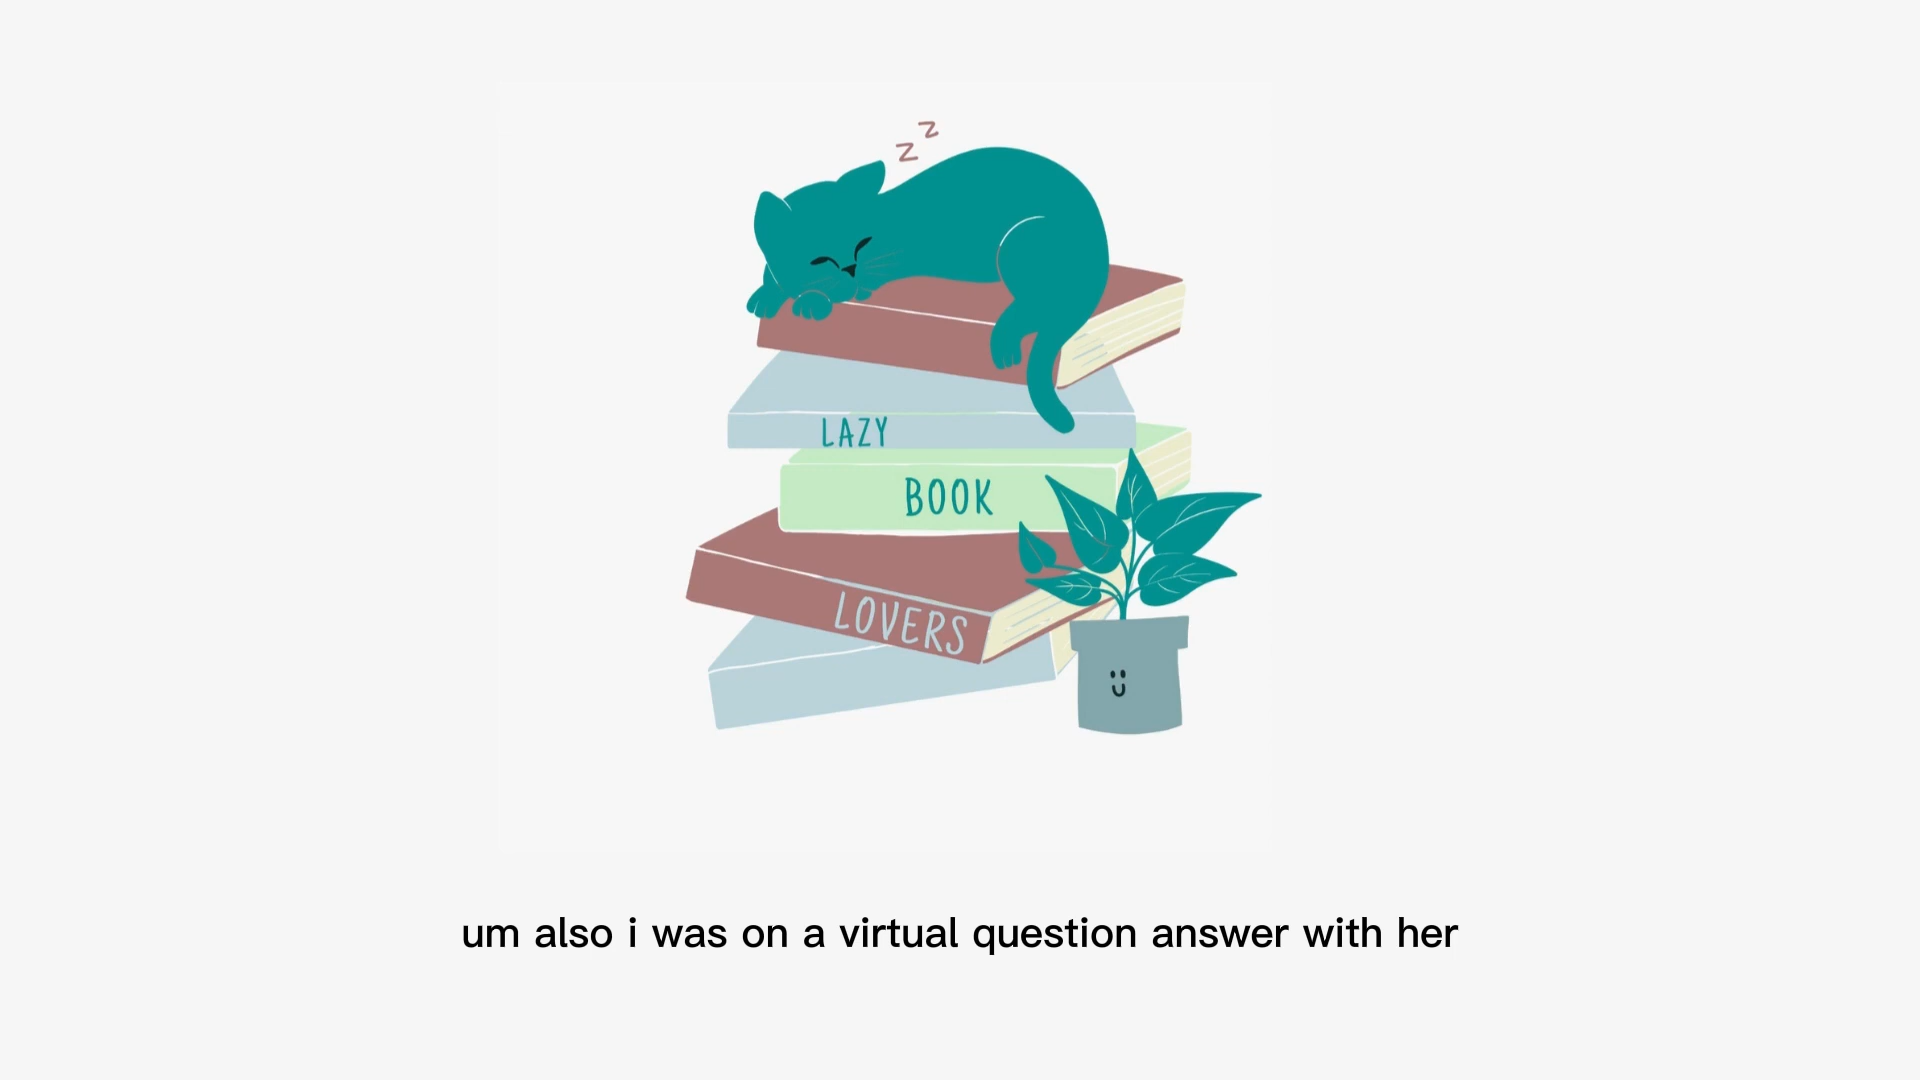 z
z
LAZY
BOOK
LOVERS
um also i was on a virtual question answer with her